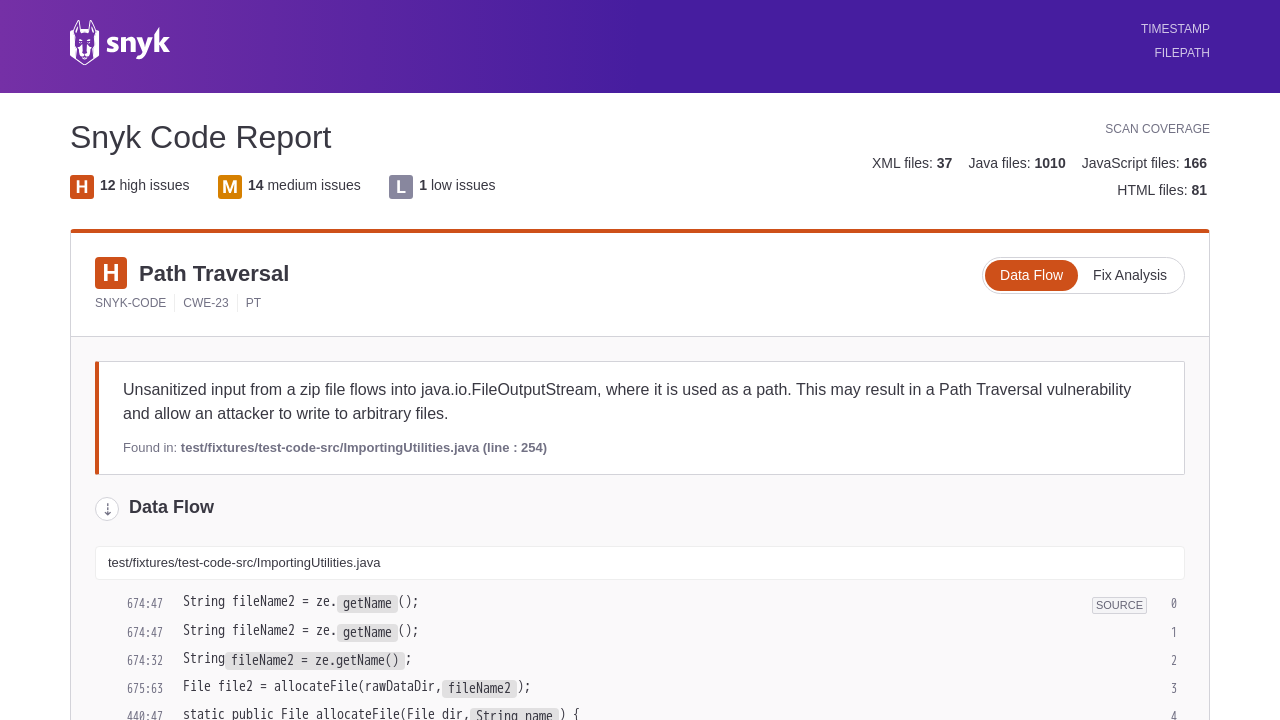 snyk
TIMESTAMP
FILEPATH
Snyk Code Report
SCAN COVERAGE
XML files: 37 Java files: 1010 JavaScript files: 166
HTML files: 81
H 12 high issues M 14 medium issues L 1 low issues
H Path Traversal
Data Flow Fix Analysis
SNYK-CODE CWE-23 PT
Unsanitized input from a zip file flows into java.io.FileOutputStream, where it is used as a path. This may result in a Path Traversal vulnerability
and allow an attacker to write to arbitrary files.
Found in: test/fixtures/test-code-src/ImportingUtilities.java (line : 254)
Data Flow
test/fixtures/test-code-src/ImportingUtilities.java
674:47 String fileName2 = ze.getName(); SOURCE 0
674:47 String fileName2 = ze.getName(); 1
674:32 String fileName2 = ze.getName(); 2
675:63 File file2 = allocateFile(rawDataDir, fileName2); 3
440:47 static public File allocateFile(File dir, String name) { 4